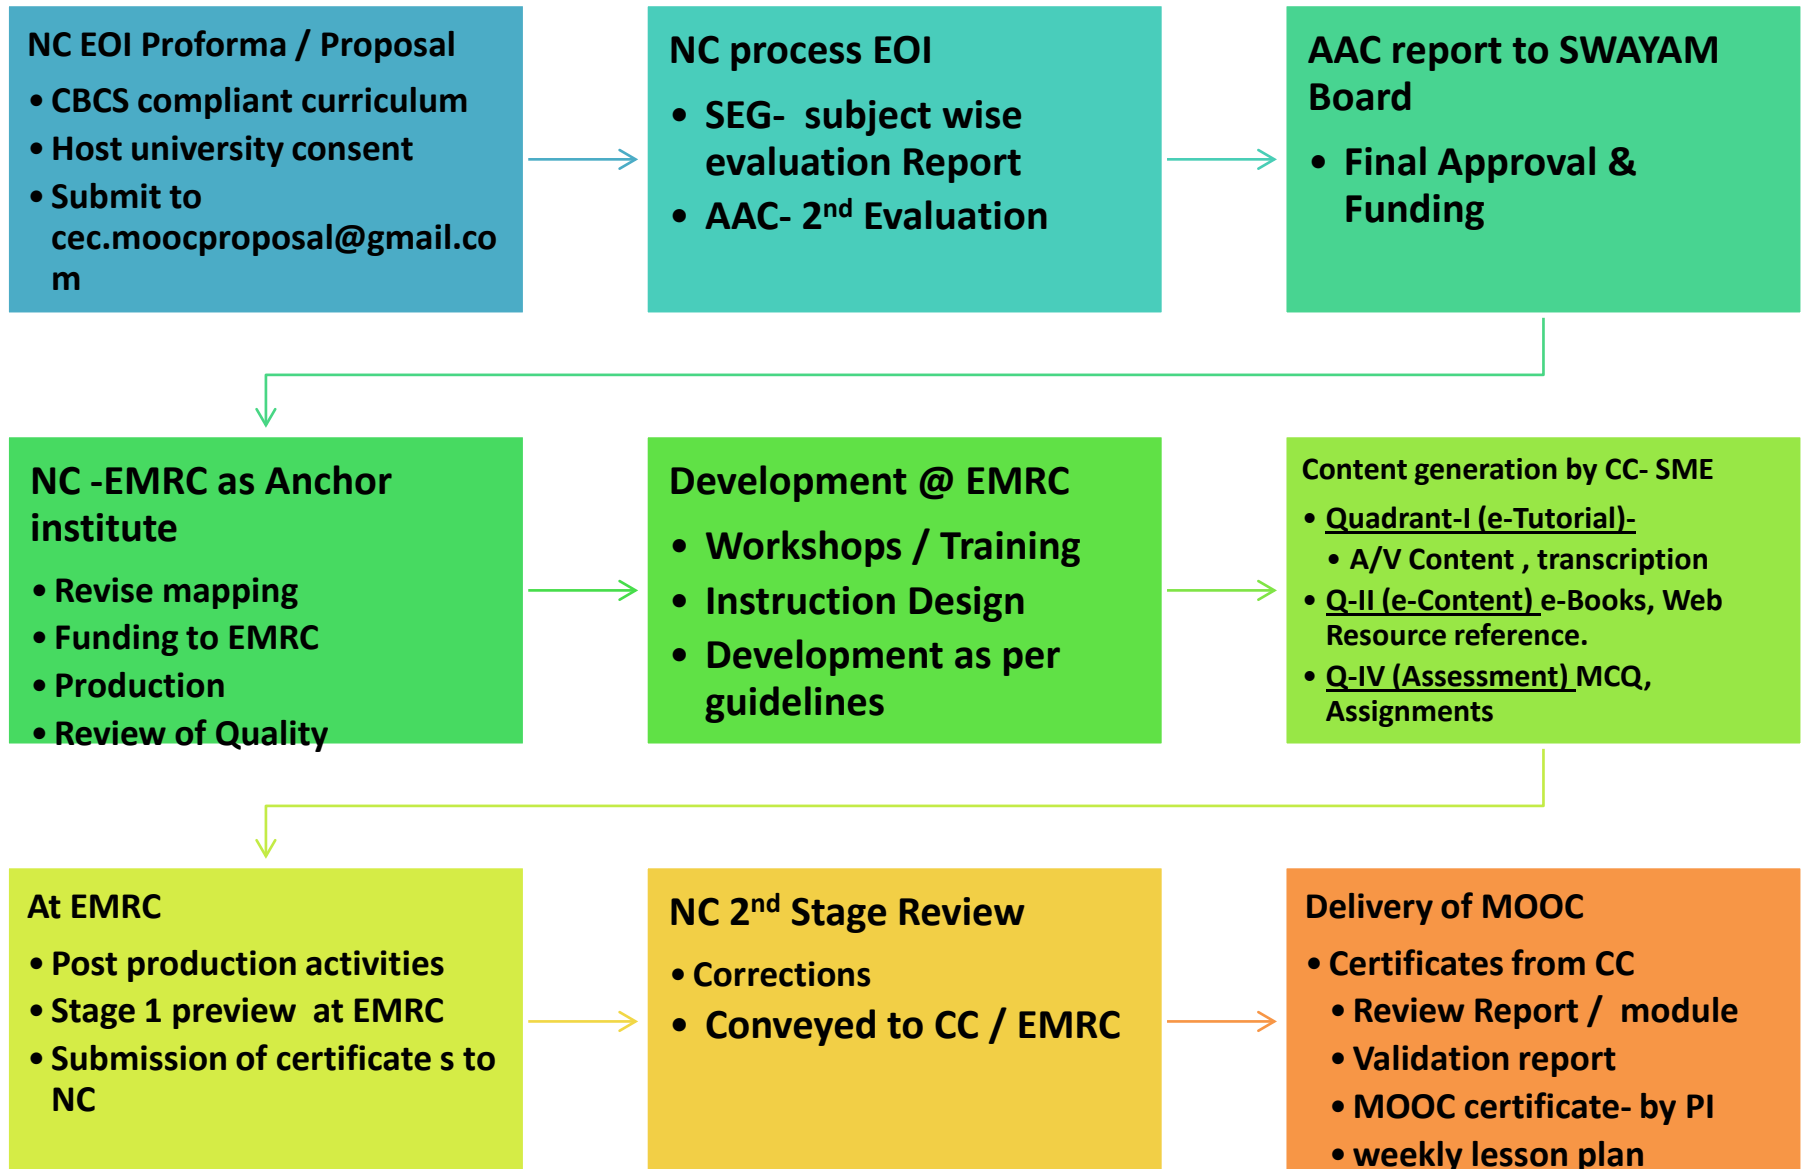 NC EOI Proforma / Proposal
• CBCS compliant curriculum
• Host university consent
• Submit to
cec.moocproposal@gmail.co
m
NC process EOI
• SEG- subject wise
evaluation Report
• AAC- 2nd Evaluation
AAC report to SWAYAM
Board
• Final Approval &
Funding
NC -EMRC as Anchor
institute
• Revise mapping
• Funding to EMRC
• Production
• Review of Quality
Development @ EMRC
• Workshops / Training
• Instruction Design
• Development as per
guidelines
Content generation by CC- SME
• Quadrant-I (e-Tutorial)-
• A/V Content , transcription
• Q-II (e-Content) e-Books, Web
Resource reference.
• Q-IV (Assessment) MCQ,
Assignments
At EMRC
• Post production activities
• Stage 1 preview at EMRC
• Submission of certificate s to
NC
NC 2nd Stage Review
• Corrections
• Conveyed to CC / EMRC
Delivery of MOOC
• Certificates from CC
• Review Report / module
• Validation report
• MOOC certificate- by PI
• weekly lesson plan